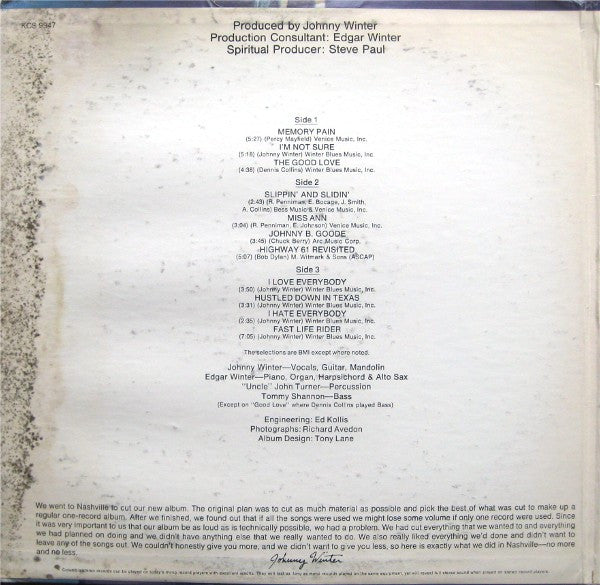 KCS 9947
Produced by Johnny Winter
Production Consultant: Edgar Winter
Spiritual Producer: Steve Paul
Side 1
MEMORY PAIN
(5:27) (Percy Mayfield) Venice Music, Inc.
I'M NOT SURE
(5:18) (Johnny Winter) Winter Blues Music, Inc.
THE GOOD LOVE
(4:38) (Dennis Collins) Winter Blues Music, Inc.
Side 2
SLIPPIN' AND SLIDIN'
(2:43) (R. Penniman, E. Bocage, J. Smith,
A. Collins) Bess Music & Venice Music, Inc.
MISS ANN
(3:04) (R. Penniman, E. Johnson) Venice Music, Inc.
JOHNNY B. GOODE
(3:45) (Chuck Berry) Arc Music Corp.
HIGHWAY 61 REVISITED
(5:07) (Bob Dylan) M. Witmark & Sons (ASCAP)
Side 3
I LOVE EVERYBODY
(3:50) (Johnny Winter) Winter Blues Music, Inc.
HUSTLED DOWN IN TEXAS
(3:31) (Johnny Winter) Winter Blues Music, Inc.
I HATE EVERYBODY
(2:35) (Johnny Winter) Winter Blues Music, Inc.
FAST LIFE RIDER
(7:05) (Johnny Winter) Winter Blues Music, Inc.
The selections are BMI except where noted.
Johnny Winter—Vocals, Guitar, Mandolin
Edgar Winter—Piano, Organ, Harpsichord & Alto Sax
"Uncle" John Turner—Percussion
Tommy Shannon—Bass
(Except on "Good Love" where Dennis Collins played Bass)
Engineering: Ed Kollis
Photographs: Richard Avedon
Album Design: Tony Lane
We went to Nashville to cut our new album. The original plan was to cut as much material as possible and pick the best of what was cut to make up a
regular one-record album. After we finished, we found out that if all the songs were used we might lose some volume if only one record were used. Since
it was very important to us that our album be as loud as is technically possible, we had a problem. We had cut everything that we wanted to and everything
we had planned on doing and we didn't have anything else that we really wanted to do. We also really liked everything we'd done and didn't want to
leave any of the songs out. We couldn't honestly give you more, and we didn't want to give you less, so here is exactly what we did in Nashville—no more
and no less.
Johnny Winter